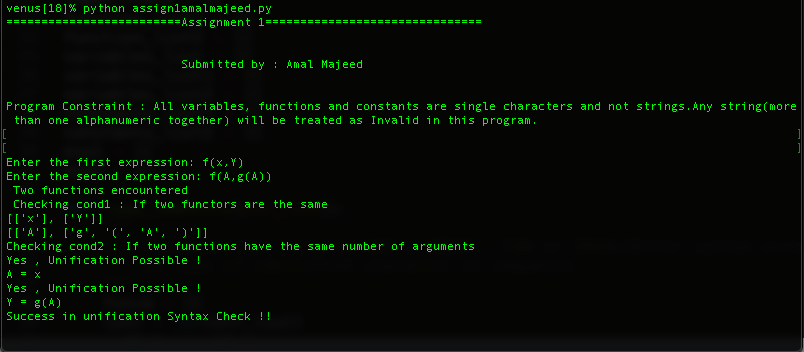 venus[18]% python assign1amalmajeed.py
=========================Assignment 1===============================
Submitted by : Amal Majeed
Program Constraint : All variables, functions and constants are single characters and not strings.Any string(more
than one alphanumeric together) will be treated as Invalid in this program.
[ ]
[ ]
Enter the first expression: f(x,Y)
Enter the second expression: f(A,g(A))
Two functions encountered
Checking cond1 : If two functors are the same
[['x'], ['Y']]
[['A'], ['g', '(', 'A', ')']]
Checking cond2 : If two functions have the same number of arguments
Yes , Unification Possible !
A = x
Yes , Unification Possible !
Y = g(A)
Success in unification Syntax Check !!